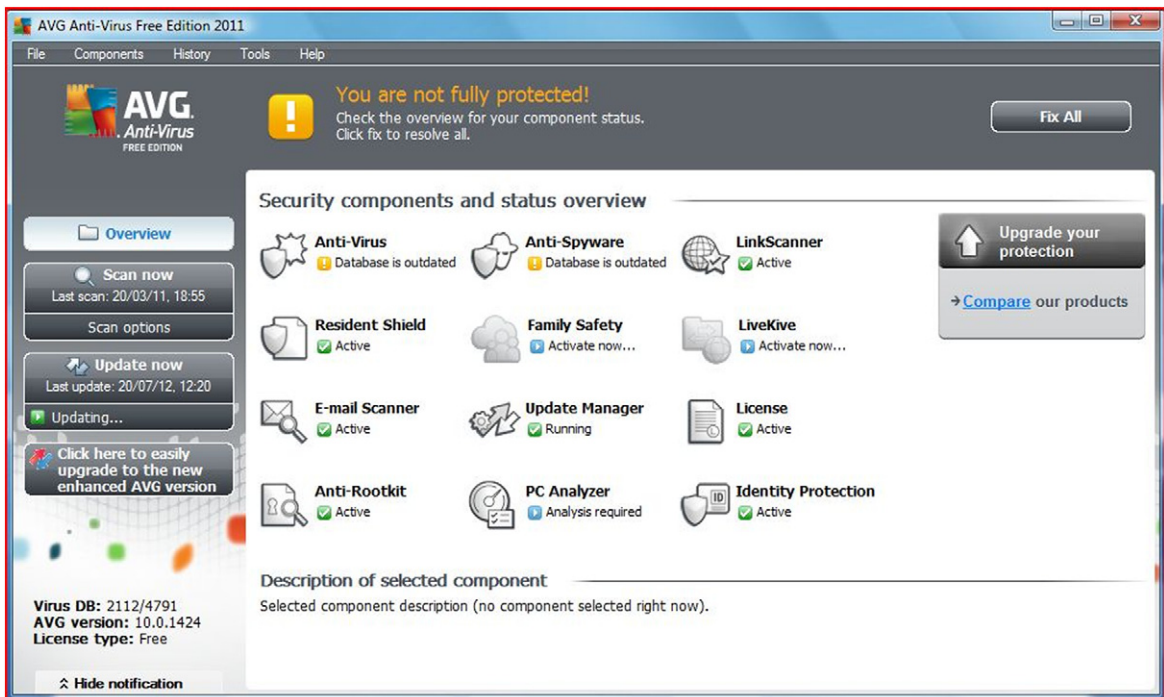 AVG Anti-Virus Free Edition 2011
File Components History Tools Help
AVG.
Anti-Virus
FREE EDITION
You are not fully protected!
Check the overview for your component status.
Click fix to resolve all.
Fix All
Overview
Scan now
Last scan: 20/03/11, 18:55
Scan options
Update now
Last update: 20/07/12, 12:20
Updating...
Click here to easily
upgrade to the new
enhanced AVG version
Virus DB: 2112/4791
AVG version: 10.0.1424
License type: Free
Hide notification
Security components and status overview
Anti-Virus
Database is outdated
Anti-Spyware
Database is outdated
LinkScanner
Active
Resident Shield
Active
Family Safety
Activate now...
LiveKive
Activate now...
E-mail Scanner
Active
Update Manager
Running
License
Active
Anti-Rootkit
Active
PC Analyzer
Analysis required
ID
Identity Protection
Active
Upgrade your
protection
Compare our products
Description of selected component
Selected component description (no component selected right now).